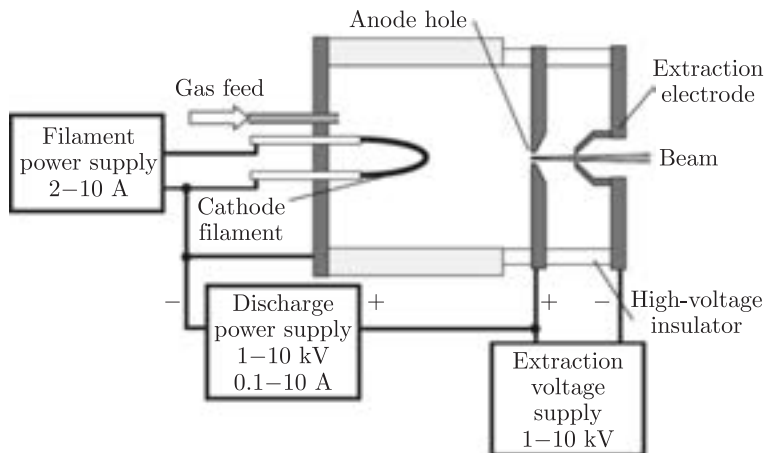 Anode hole
Gas feed
Extraction
electrode
Filament
power supply
2–10 A
Beam
Cathode
filament
– Discharge +
power supply
1–10 kV
0.1–10 A
+ –
High-voltage
insulator
Extraction
voltage
supply
1–10 kV